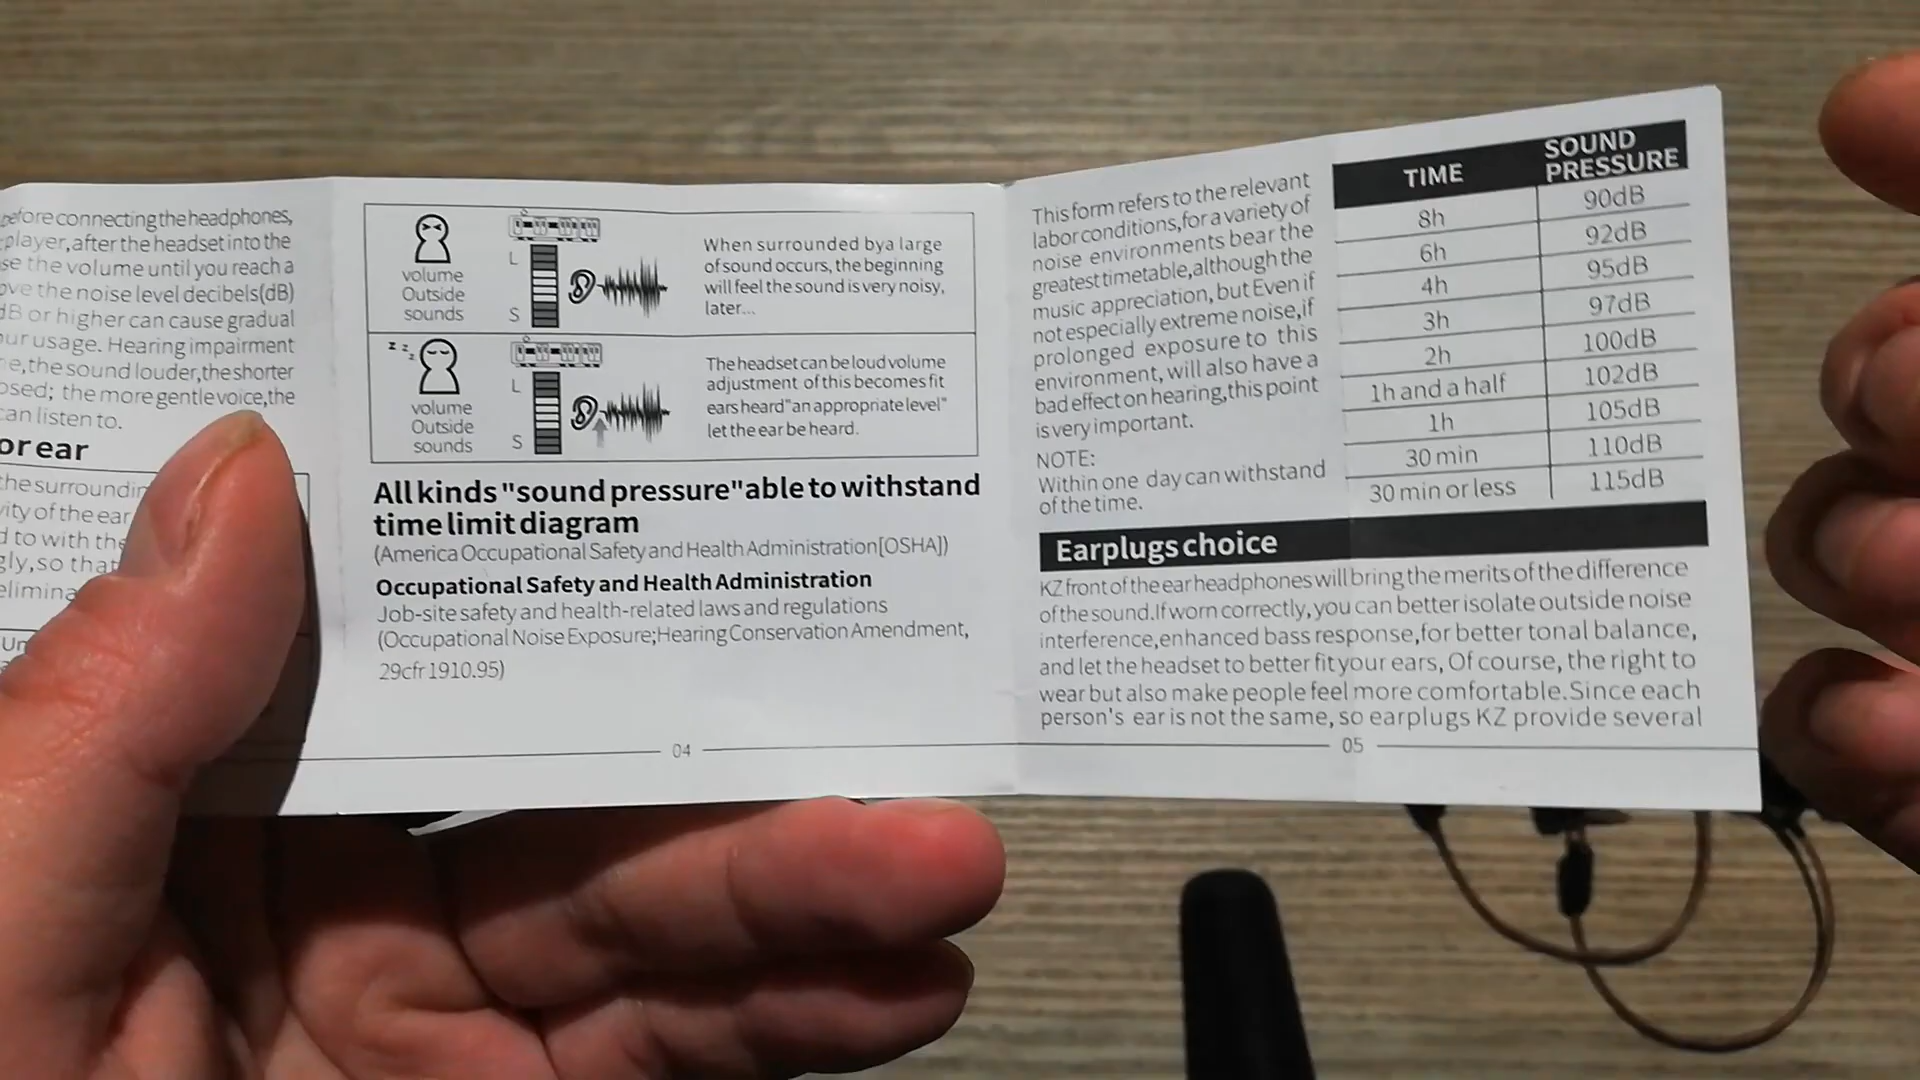 before connecting the headphones,
player, after the headset into the
the volume until you reach a
the noise level decibels(dB)
dB or higher can cause gradual
usage. Hearing impairment
the sound louder, the shorter
the more gentle voice, the
can listen to.
or ear
the surroundin
of the ear
to with the
so that
elimina
volume
Outside
sounds
L
S
When surrounded bya large
of sound occurs, the beginning
will feel the sound is very noisy,
later...
z z z
volume
Outside
sounds
L
S
The headset can be loud volume
adjustment of this becomes fit
ears heard"an appropriate level"
let the ear be heard.
All kinds "sound pressure"able to withstand
time limit diagram
(America Occupational Safety and Health Administration[OSHA])
Occupational Safety and Health Administration
Job-site safety and health-related laws and regulations
(Occupational Noise Exposure;Hearing Conservation Amendment,
29cfr 1910.95)
04
This form refers to the relevant
labor conditions,for a variety of
noise environments bear the
greatest timetable,although the
music appreciation, but Even if
not especially extreme noise,if
prolonged exposure to this
environment, will also have a
bad effect on hearing,this point
is very important.
NOTE:
Within one day can withstand
of the time.
TIME SOUND PRESSURE
8h 90dB
6h 92dB
4h 95dB
3h 97dB
2h 100dB
1h and a half 102dB
1h 105dB
30 min 110dB
30 min or less 115dB
Earplugs choice
KZ front of the ear headphones will bring the merits of the difference
of the sound.If worn correctly, you can better isolate outside noise
interference,enhanced bass response,for better tonal balance,
and let the headset to better fit your ears, Of course, the right to
wear but also make people feel more comfortable.Since each
person's ear is not the same, so earplugs KZ provide several
05